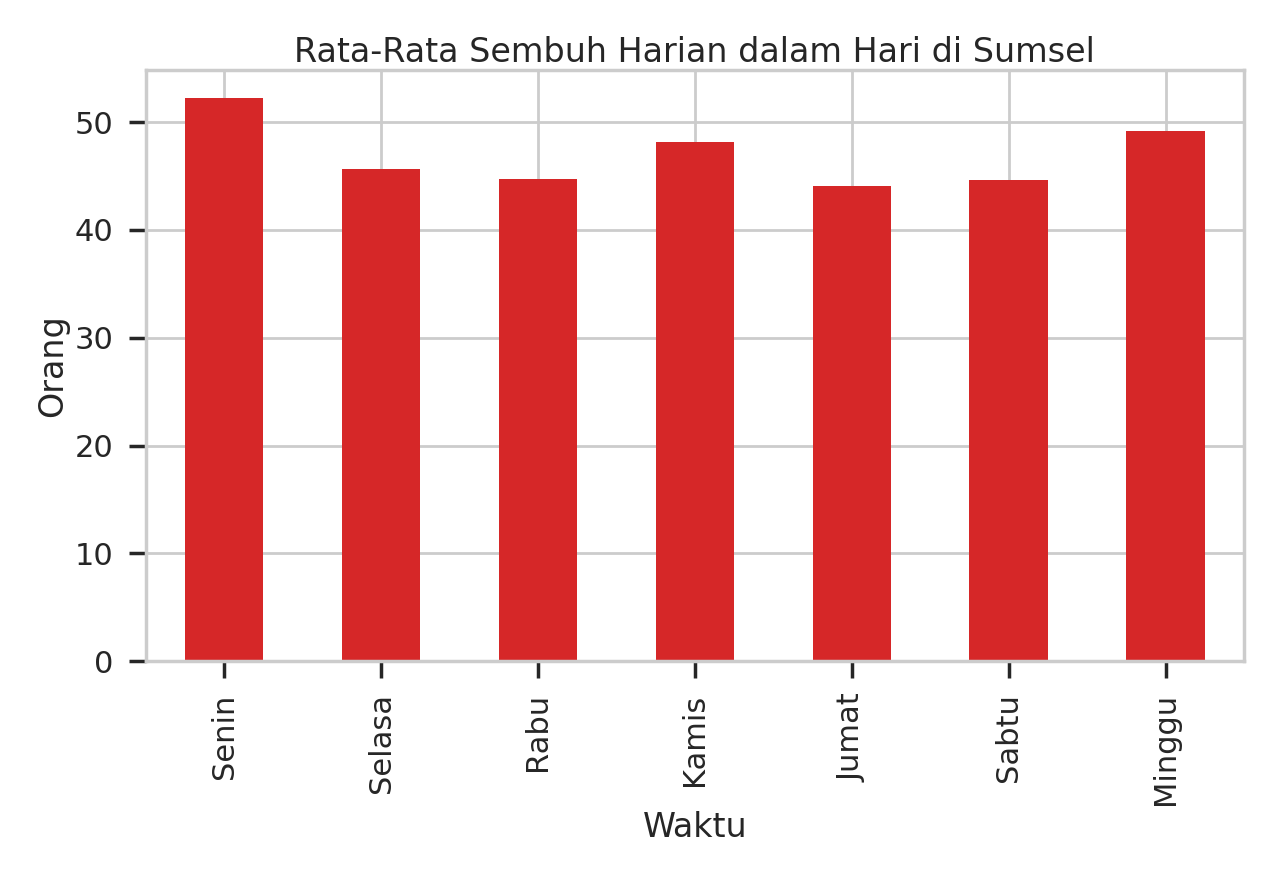 Rata-Rata Sembuh Harian dalam Hari di Sumsel
Orang
50
40
30
20
10
0
Senin
Selasa
Rabu
Kamis
Jumat
Sabtu
Minggu
Waktu